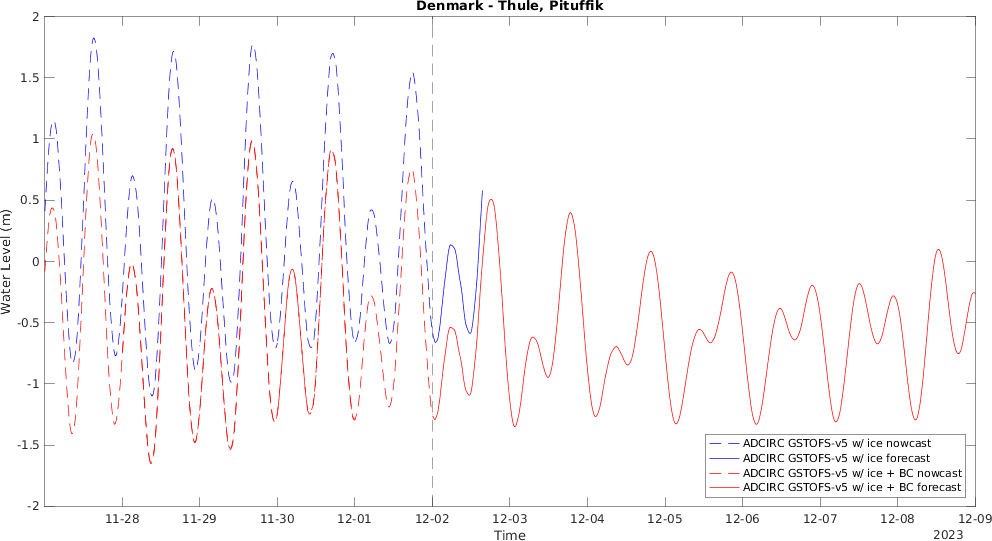 Denmark - Thule, Pituffik
2
1.5
1
0.5
0
-0.5
-1
-1.5
-2
Water Level (m)
ADCIRC GSTOFS-v5 w/ ice nowcast
ADCIRC GSTOFS-v5 w/ ice forecast
ADCIRC GSTOFS-v5 w/ ice + BC nowcast
ADCIRC GSTOFS-v5 w/ ice + BC forecast
11-28 11-29 11-30 12-01 12-02 12-03 12-04 12-05 12-06 12-07 12-08 12-09
Time
2023